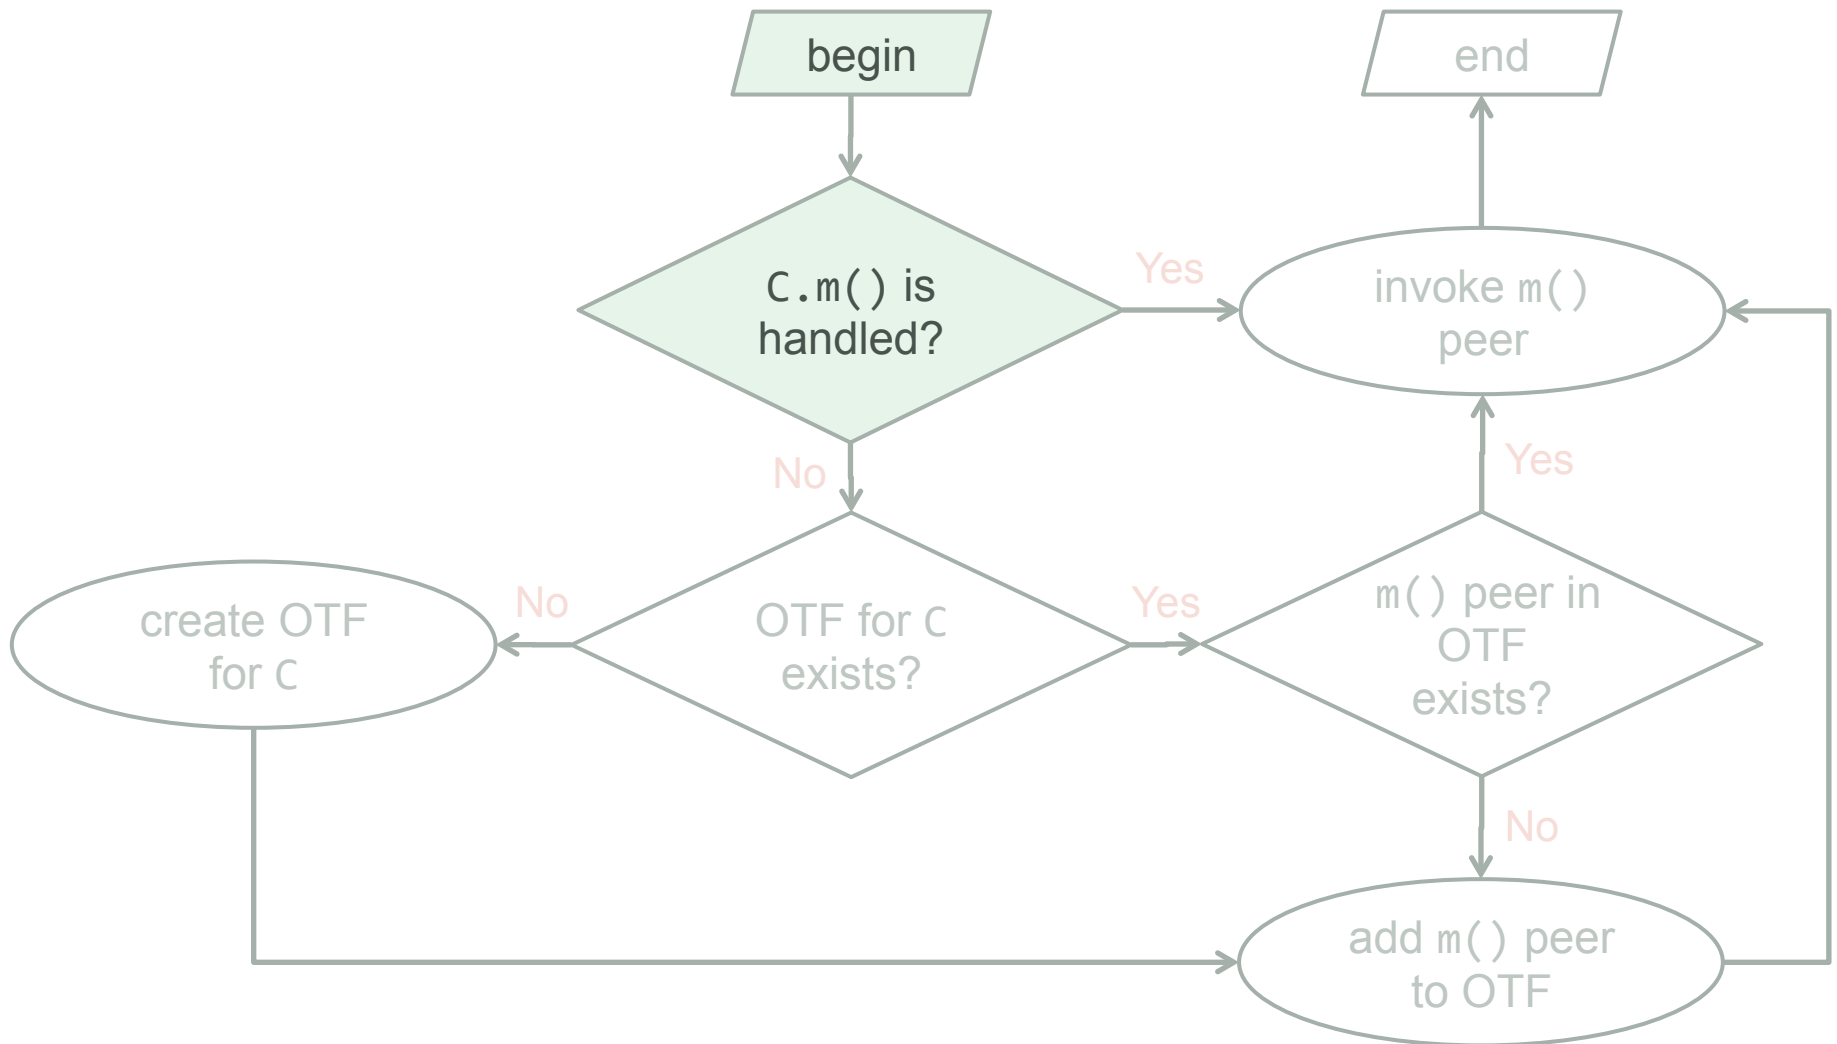 begin
end
C.m() is
handled?
Yes
invoke m()
peer
No
Yes
create OTF
for C
No
OTF for C
exists?
Yes
m() peer in
OTF
exists?
No
add m() peer
to OTF